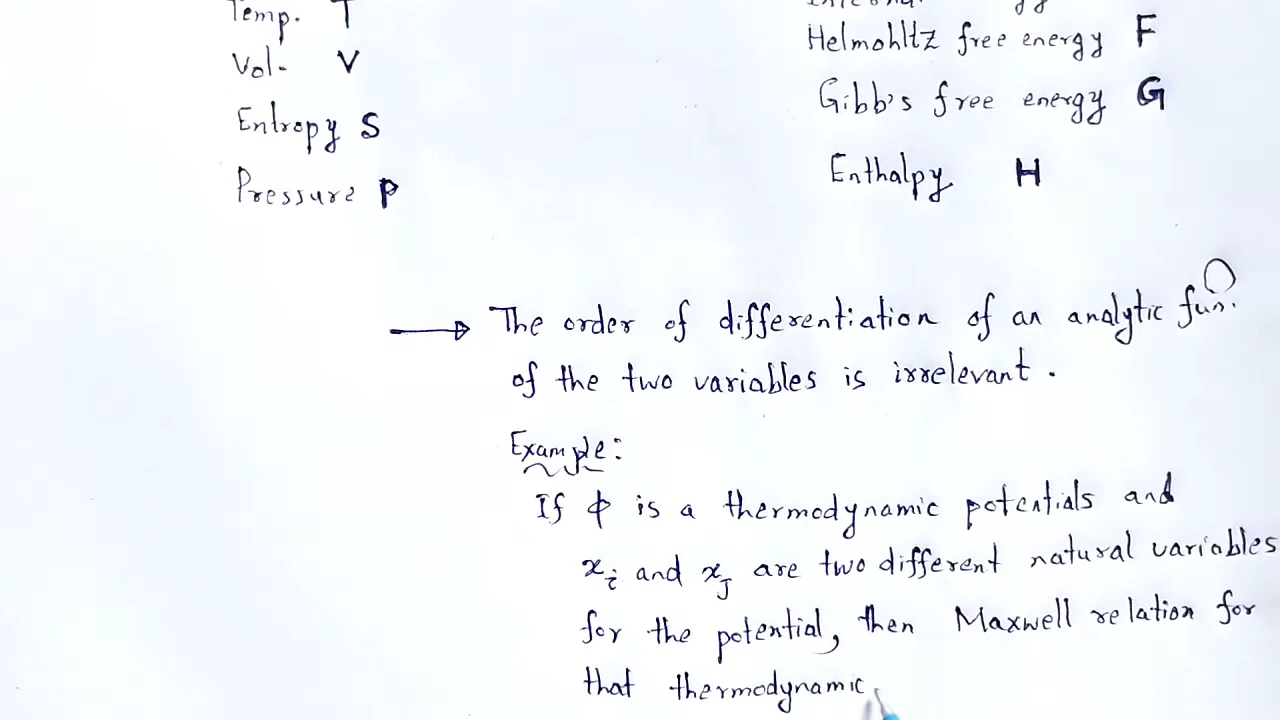 Temp. T
Vol. V
Entropy S
Pressure P
Helmohltz free energy F
Gibb's free energy G
Enthalpy H
→ The order of differentiation of an analytic fun.
of the two variables is irrelevant.
Example:
If ϕ is a thermodynamic potentials and
xi and xJ are two different natural variables
for the potential, then Maxwell relation for
that thermodynamic